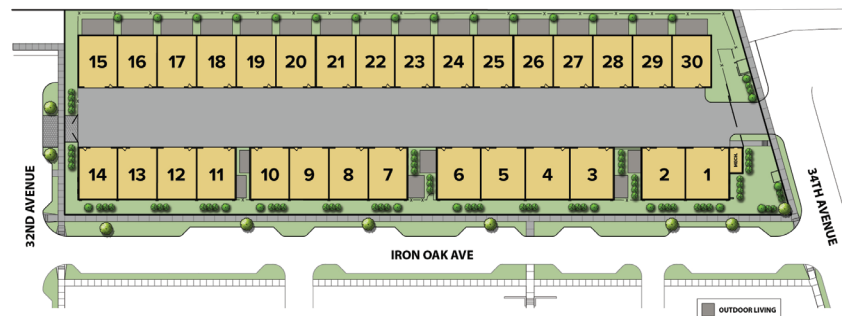 15 16 17 18 19 20 21 22 23 24 25 26 27 28 29 30
14 13 12 11 10 9 8 7 6 5 4 3 2 1 MECH.
32ND AVENUE
34TH AVENUE
IRON OAK AVE
OUTDOOR LIVING